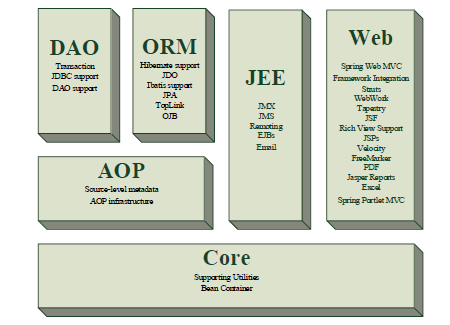 DAO
Transaction
JDBC support
DAO support
ORM
Hibernate support
JDO
Ibatis support
JPA
TopLink
OJB
JEE
JMX
JMS
Remoting
EJBs
Email
Web
Spring Web MVC
Framework Integration
Struts
WebWork
Tapestry
JSF
Rich View Support
JSPs
Velocity
FreeMarker
PDF
Jasper Reports
Excel
Spring Portlet MVC
AOP
Source-level metadata
AOP infrastructure
Core
Supporting Utilities
Bean Container